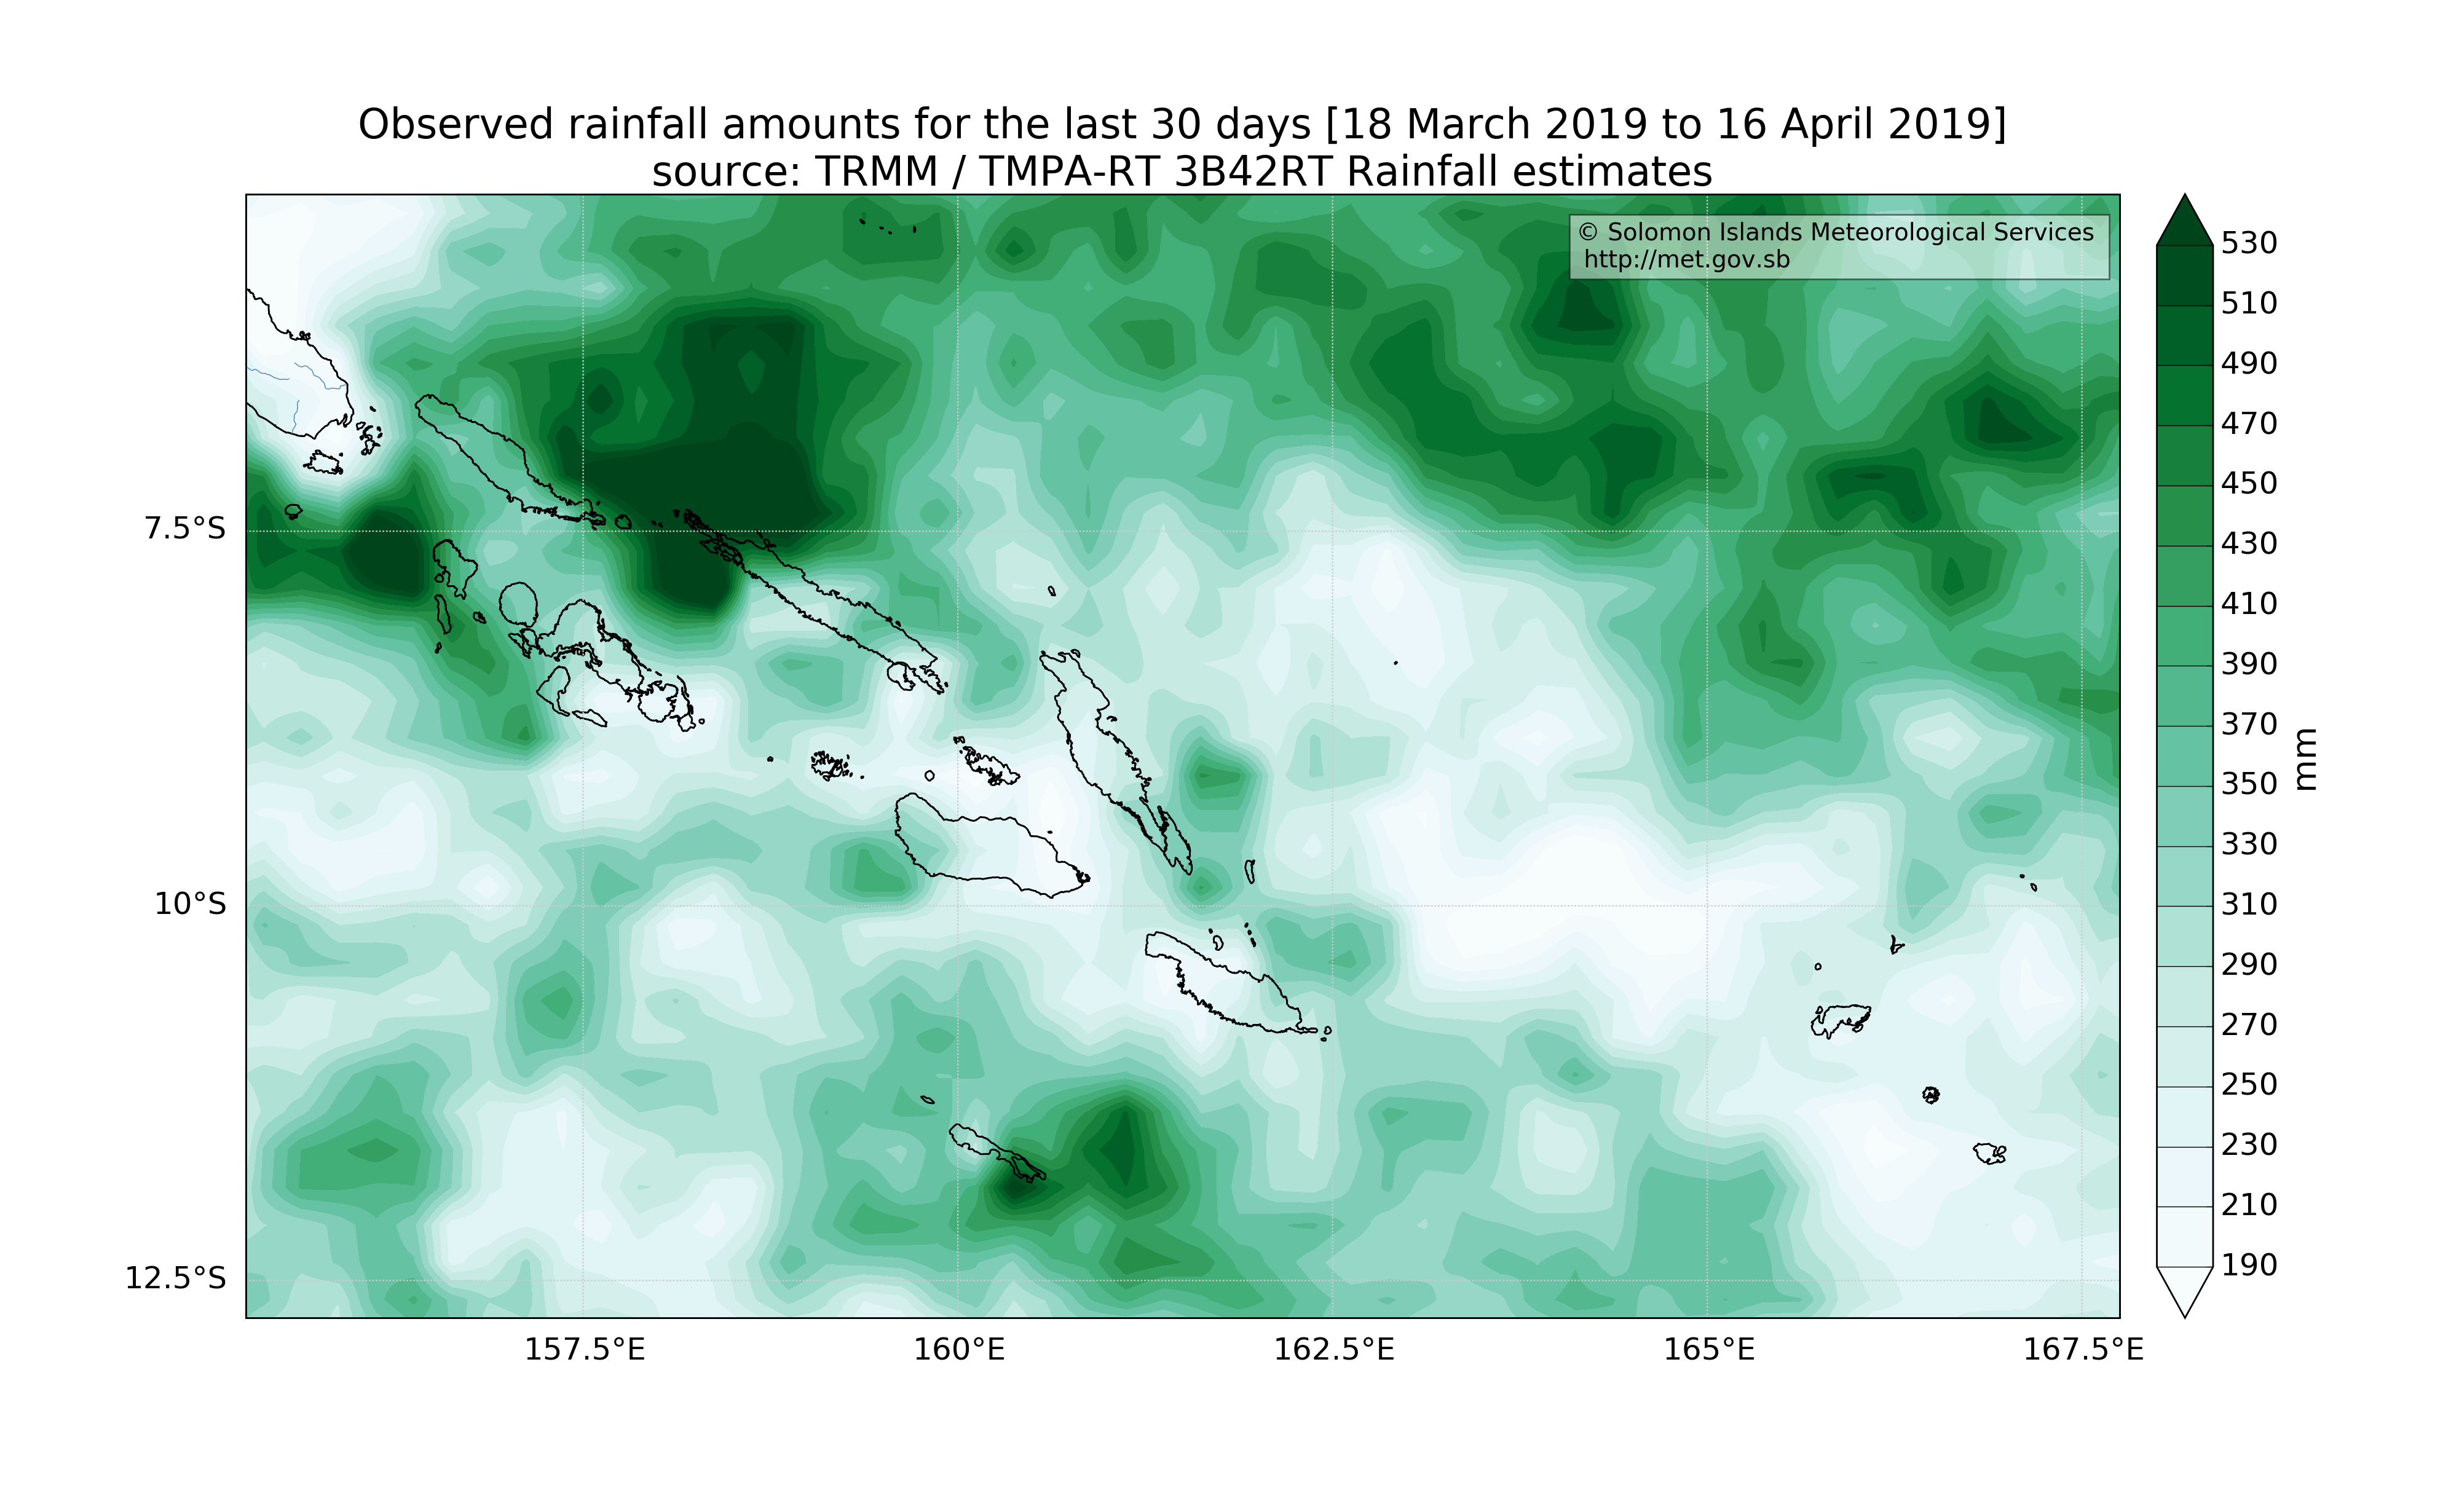 Observed rainfall amounts for the last 30 days [18 March 2019 to 16 April 2019]
source: TRMM / TMPA-RT 3B42RT Rainfall estimates
© Solomon Islands Meteorological Services
http://met.gov.sb
7.5°S
10°S
12.5°S
157.5°E
160°E
162.5°E
165°E
167.5°E
530
510
490
470
450
430
410
390
370
350
330
310
290
270
250
230
210
190
mm